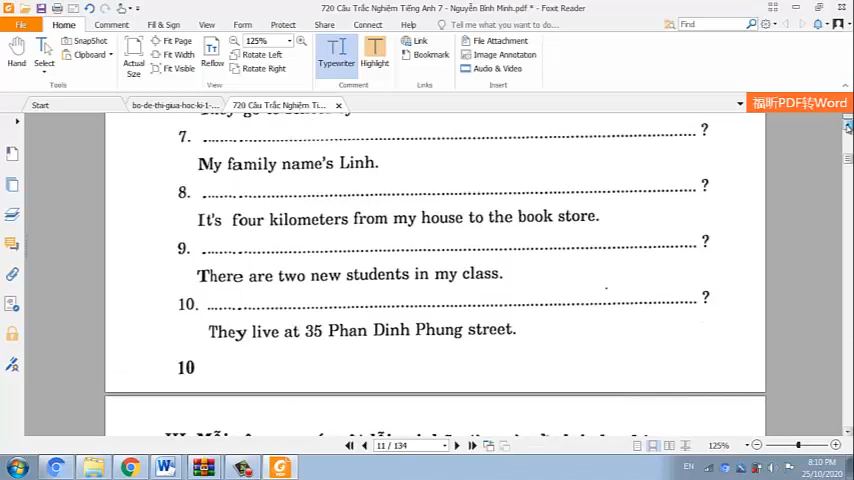 720 Câu Trắc Nghiệm Tiếng Anh 7 - Nguyễn Bình Minh.pdf * - Foxit Reader
File Home Comment Fill & Sign View Form Protect Share Help Tell me what you want to do... Find
SnapShot
Clipboard
Hand Select
Actual Size
Fit Page
Fit Width
Fit Visible
Reflow
125%
Rotate Left
Rotate Right
Typewriter Highlight
Link
Bookmark
File Attachment
Image Annotation
Audio & Video
Tools View Comment Links Insert
Start bo-de-thi-giua-hoc-ki-1-... 720 Câu Trắc Nghiệm Ti... 福昕PDF转Word
7. ?
My family name's Linh.
8. ?
It's four kilometers from my house to the book store.
9. ?
There are two new students in my class.
10. ?
They live at 35 Phan Dinh Phung street.
10
11 / 134 125%
EN 8:10 PM
25/10/2020